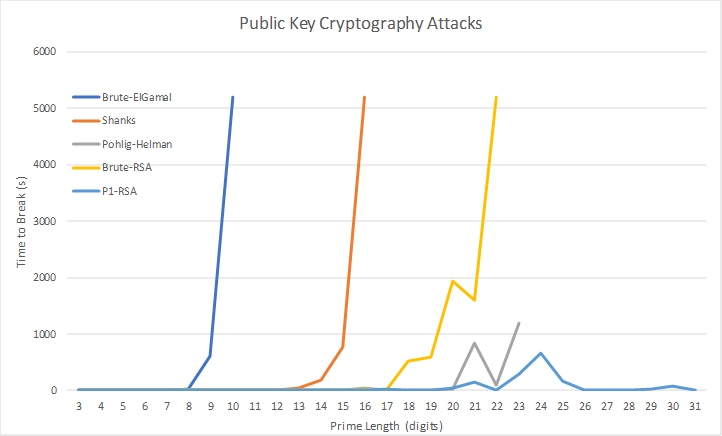 Public Key Cryptography Attacks
6000
5000
4000
3000
2000
1000
0
Time to Break (s)
Brute-ElGamal
Shanks
Pohlig-Helman
Brute-RSA
P1-RSA
3 4 5 6 7 8 9 10 11 12 13 14 15 16 17 18 19 20 21 22 23 24 25 26 27 28 29 30 31
Prime Length (digits)